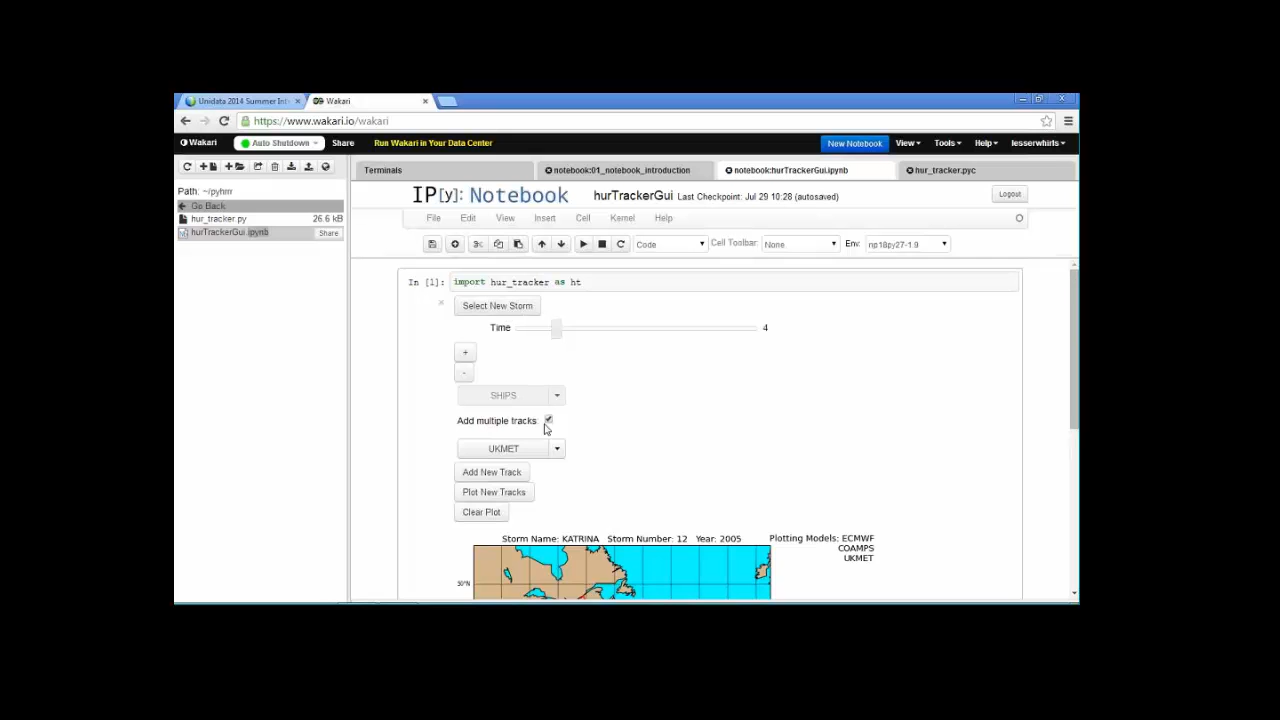 Unidata 2014 Summer Int
Wakari
https://www.wakari.io/wakari
Wakari
Auto Shutdown
Share
Run Wakari in Your Data Center
New Notebook
View
Tools
Help
lesserwhirls
Terminals
notebook:01_notebook_introduction
notebook:hurTrackerGui.ipynb
hur_tracker.pyc
Path: ~/pyhrrr
Go Back
hur_tracker.py 26.6 kB
hurTrackerGui.ipynb Share
IP[y]: Notebook hurTrackerGui Last Checkpoint: Jul 29 10:28 (autosaved) Logout
File Edit View Insert Cell Kernel Help
Code Cell Toolbar: None Env: np18py27-1.9
In [1]: import hur_tracker as ht
Select New Storm
Time 4
+
-
SHIPS
Add multiple tracks
UKMET
Add New Track
Plot New Tracks
Clear Plot
Storm Name: KATRINA Storm Number: 12 Year: 2005
Plotting Models: ECMWF
COAMPS
UKMET